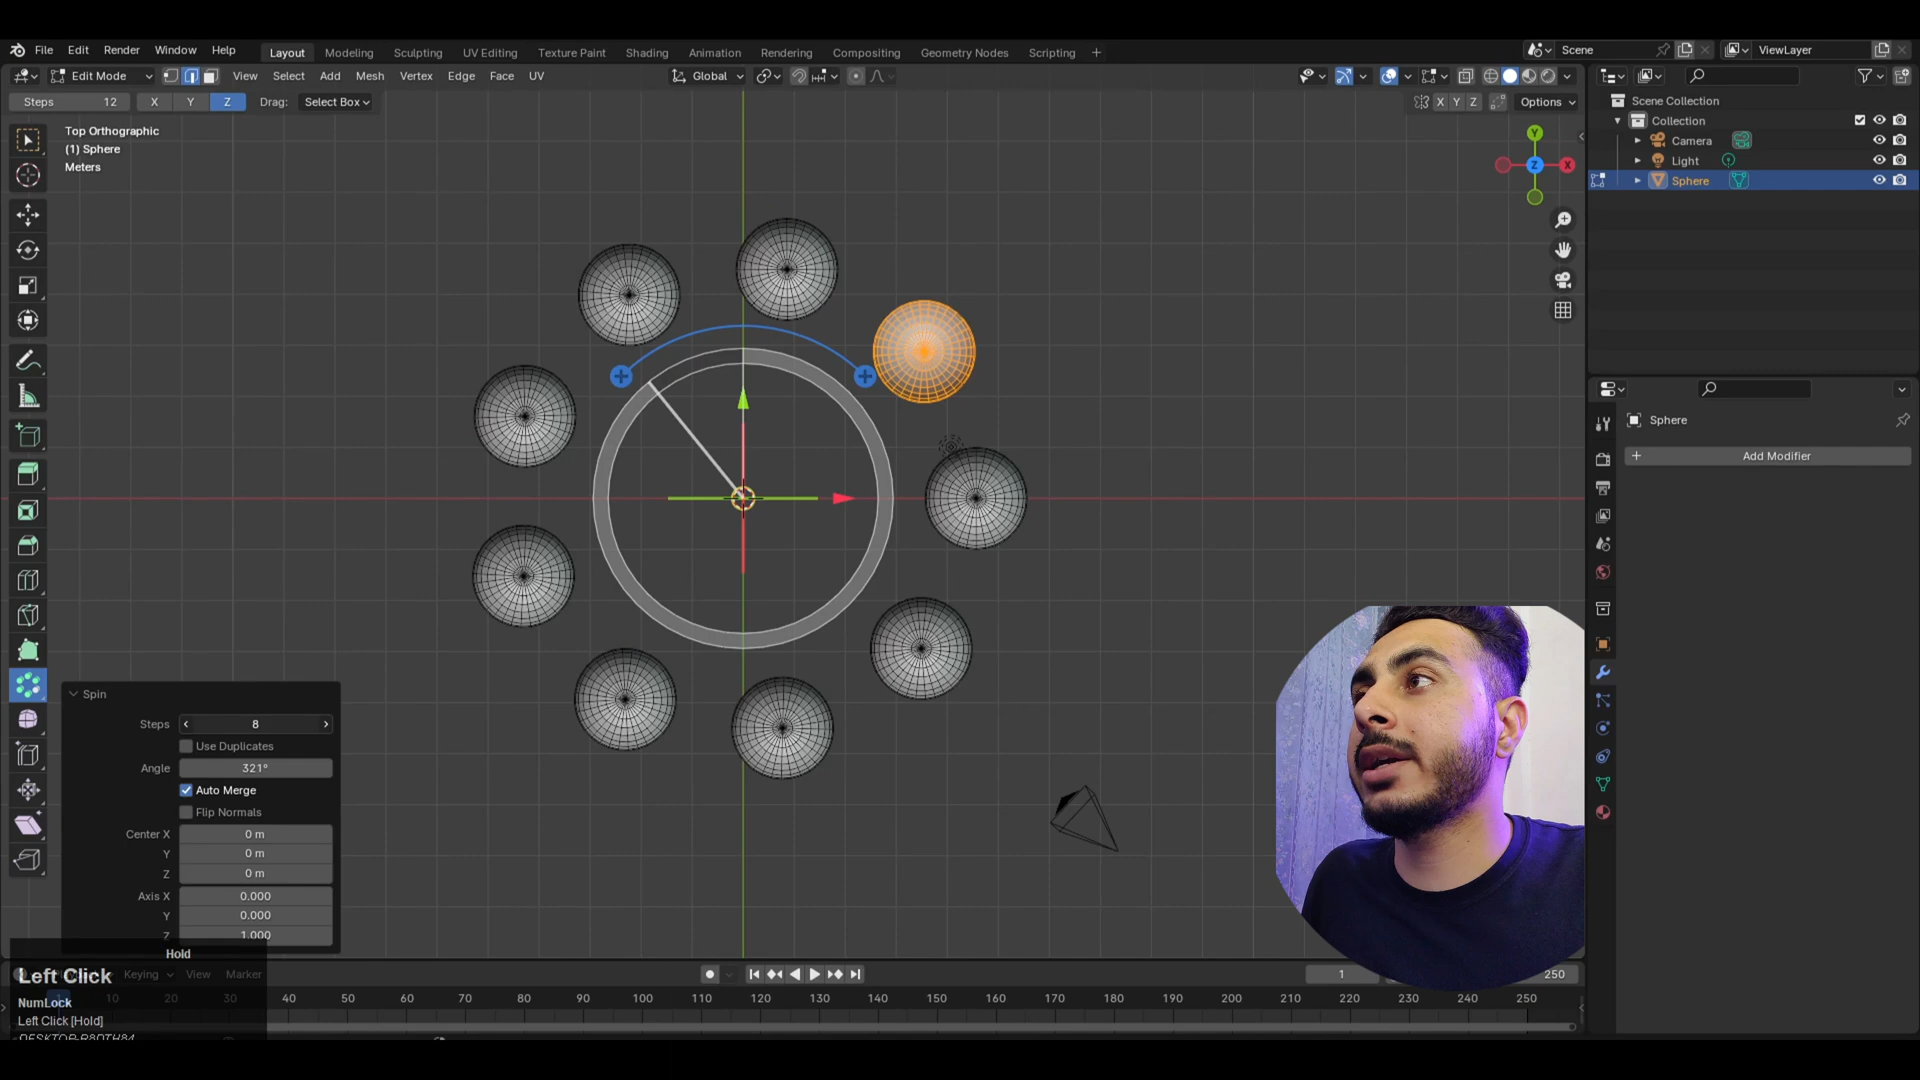 File Edit Render Window Help
Layout Modeling Sculpting UV Editing Texture Paint Shading Animation Rendering Compositing Geometry Nodes Scripting +
Scene
ViewLayer
Edit Mode
View Select Add Mesh Vertex Edge Face UV
Global
Steps 12
X Y Z
Drag: Select Box
X Y Z
Options
Top Orthographic
(1) Sphere
Meters
Y
Z
X
Scene Collection
Collection
Camera
Light
Sphere
Sphere
+ Add Modifier
Spin
Steps 8
Use Duplicates
Angle 321°
Auto Merge
Flip Normals
Center X 0 m
Y 0 m
Z 0 m
Axis X 0.000
Y 0.000
Z 1.000
Hold
Left Click
Keying View Marker
NumLock
Left Click [Hold]
1
250
10 20 30 40 50 60 70 80 90 100 110 120 130 140 150 160 170 180 190 200 210 220 230 240 250